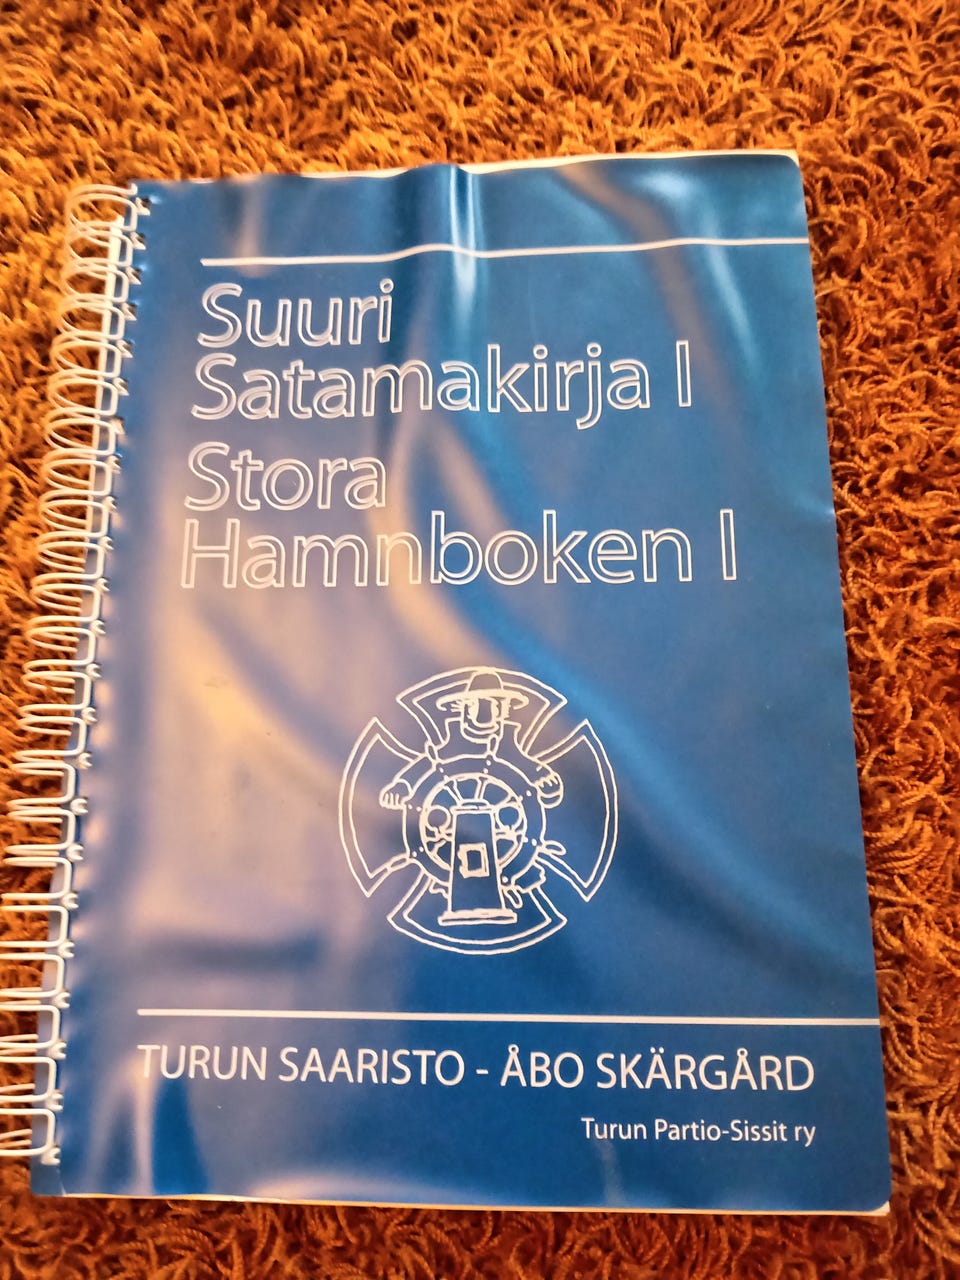 Suuri
Satamakirja I
Stora
Hamnboken I
TURUN SAARISTO - ÅBO SKÄRGÅRD
Turun Partio-Sissit ry